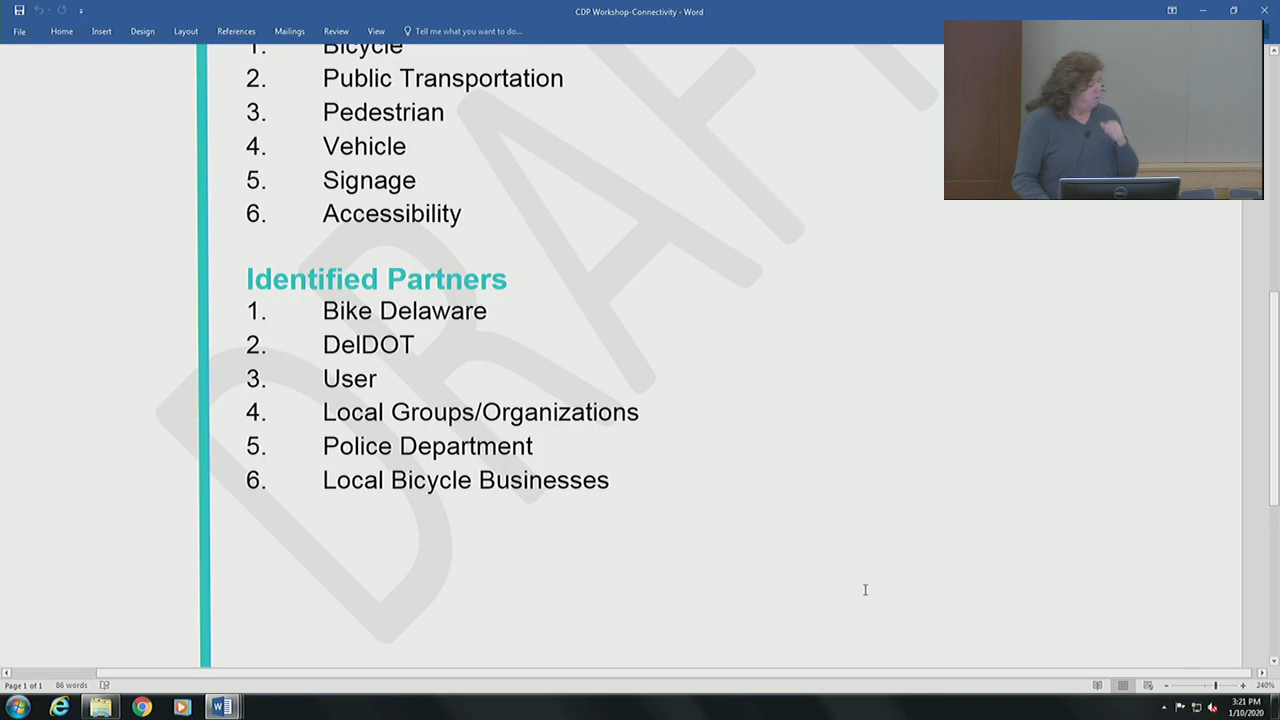 CDP Workshop-Connectivity - Word
File Home Insert Design Layout References Mailings Review View Tell me what you want to do...
1. Bicycle
2. Public Transportation
3. Pedestrian
4. Vehicle
5. Signage
6. Accessibility
Identified Partners
1. Bike Delaware
2. DelDOT
3. User
4. Local Groups/Organizations
5. Police Department
6. Local Bicycle Businesses
DRAFT
DELL
Page 1 of 1 86 words 240%
3:21 PM
1/10/2020